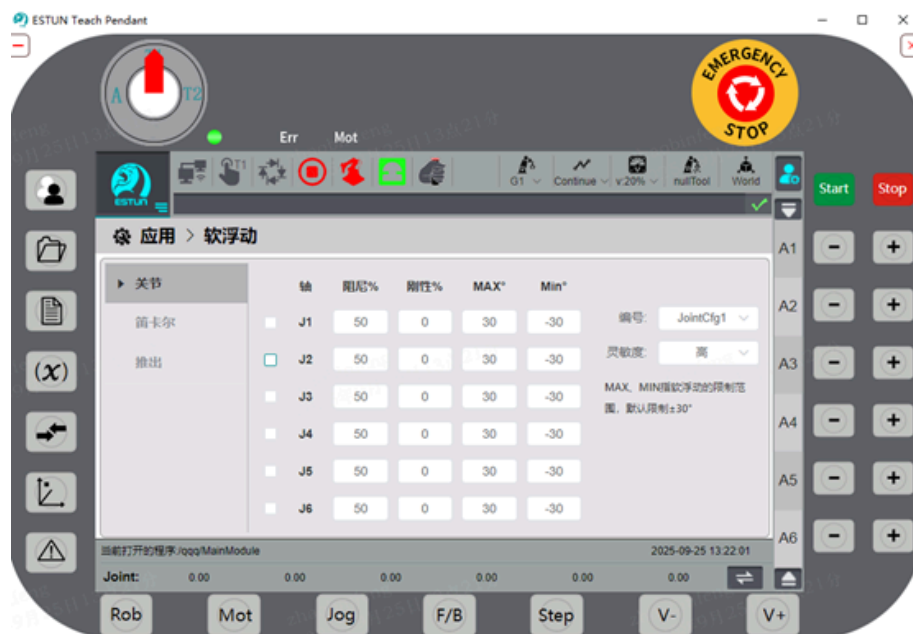 ESTUN Teach Pendant
A T2
EMERGENCY
STOP
Err Mot
T1
ESTUN
G1 Continue v:20% nullTool World
Start Stop
应用 > 软浮动
A1 - +
关节 轴 阻尼% 刚性% MAX° Min°
笛卡尔 J1 50 0 30 -30 编号: JointCfg1 A2 - +
推出 J2 50 0 30 -30 灵敏度: 高
(x) A3 - +
J3 50 0 30 -30 MAX、MIN指软浮动的限制范
围，默认限制±30°
J4 50 0 30 -30 A4 - +
J5 50 0 30 -30 A5 - +
J6 50 0 30 -30
A6 - +
当前打开的程序:/qqq/MainModule 2025-09-25 13:22:01
Joint: 0.00 0.00 0.00 0.00 0.00 0.00
Rob Mot Jog F/B Step V- V+